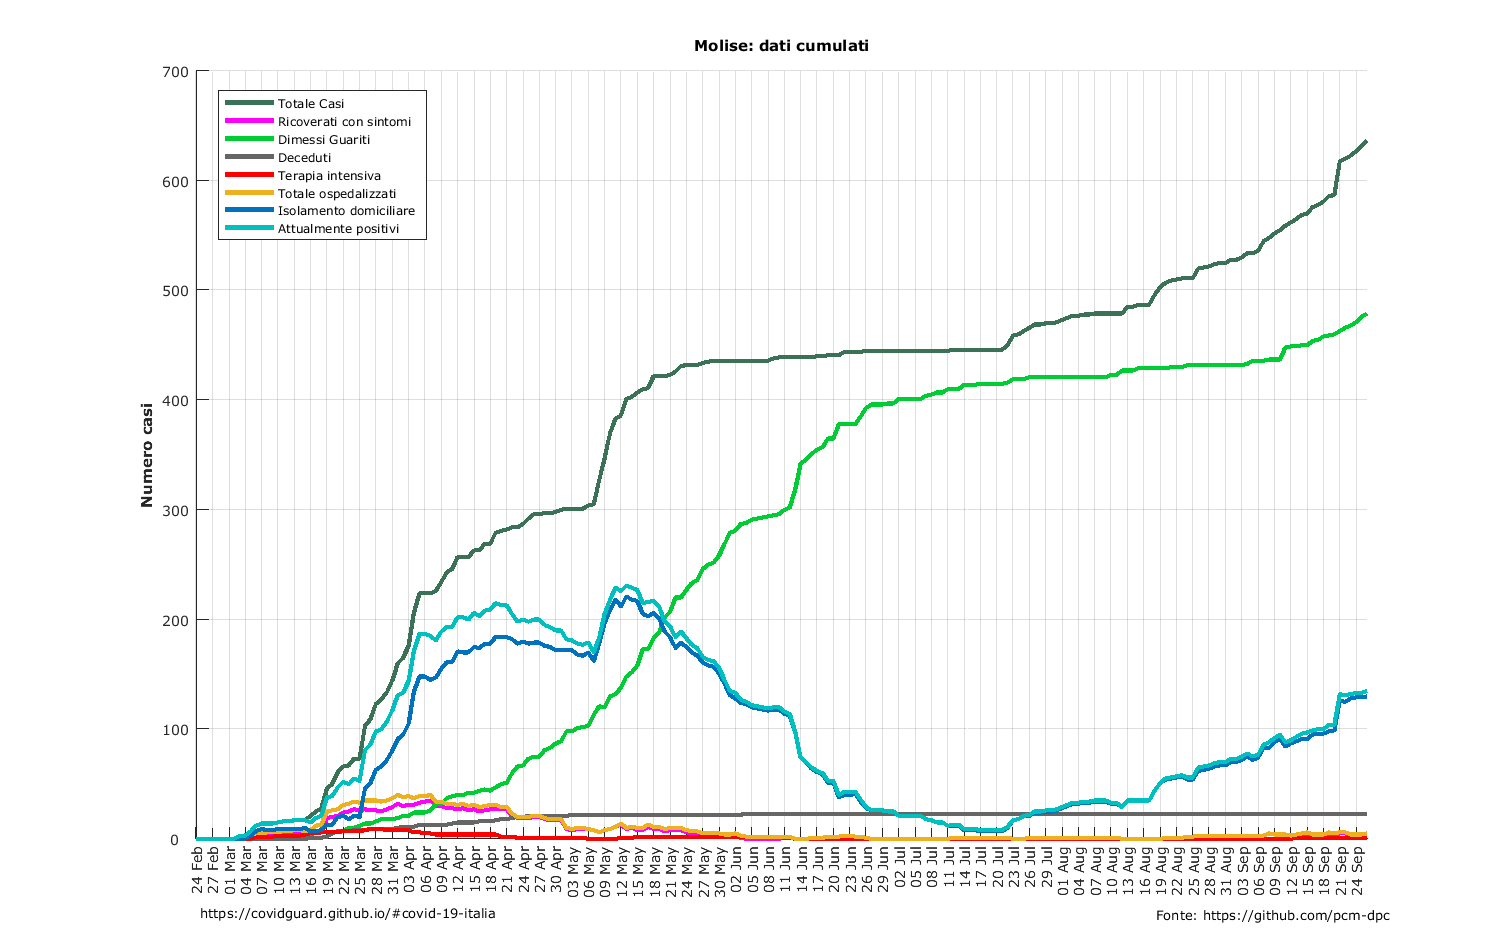 Molise: dati cumulati
700
600
500
400
300
200
100
0
Numero casi
Totale Casi
Ricoverati con sintomi
Dimessi Guariti
Deceduti
Terapia intensiva
Totale ospedalizzati
Isolamento domiciliare
Attualmente positivi
24 Feb
27 Feb
01 Mar
04 Mar
07 Mar
10 Mar
13 Mar
16 Mar
19 Mar
22 Mar
25 Mar
28 Mar
31 Mar
03 Apr
06 Apr
09 Apr
12 Apr
15 Apr
18 Apr
21 Apr
24 Apr
27 Apr
30 Apr
03 May
06 May
09 May
12 May
15 May
18 May
21 May
24 May
27 May
30 May
02 Jun
05 Jun
08 Jun
11 Jun
14 Jun
17 Jun
20 Jun
23 Jun
26 Jun
29 Jun
02 Jul
05 Jul
08 Jul
11 Jul
14 Jul
17 Jul
20 Jul
23 Jul
26 Jul
29 Jul
01 Aug
04 Aug
07 Aug
10 Aug
13 Aug
16 Aug
19 Aug
22 Aug
25 Aug
28 Aug
31 Aug
03 Sep
06 Sep
09 Sep
12 Sep
15 Sep
18 Sep
21 Sep
24 Sep
https://covidguard.github.io/#covid-19-italia
Fonte: https://github.com/pcm-dpc